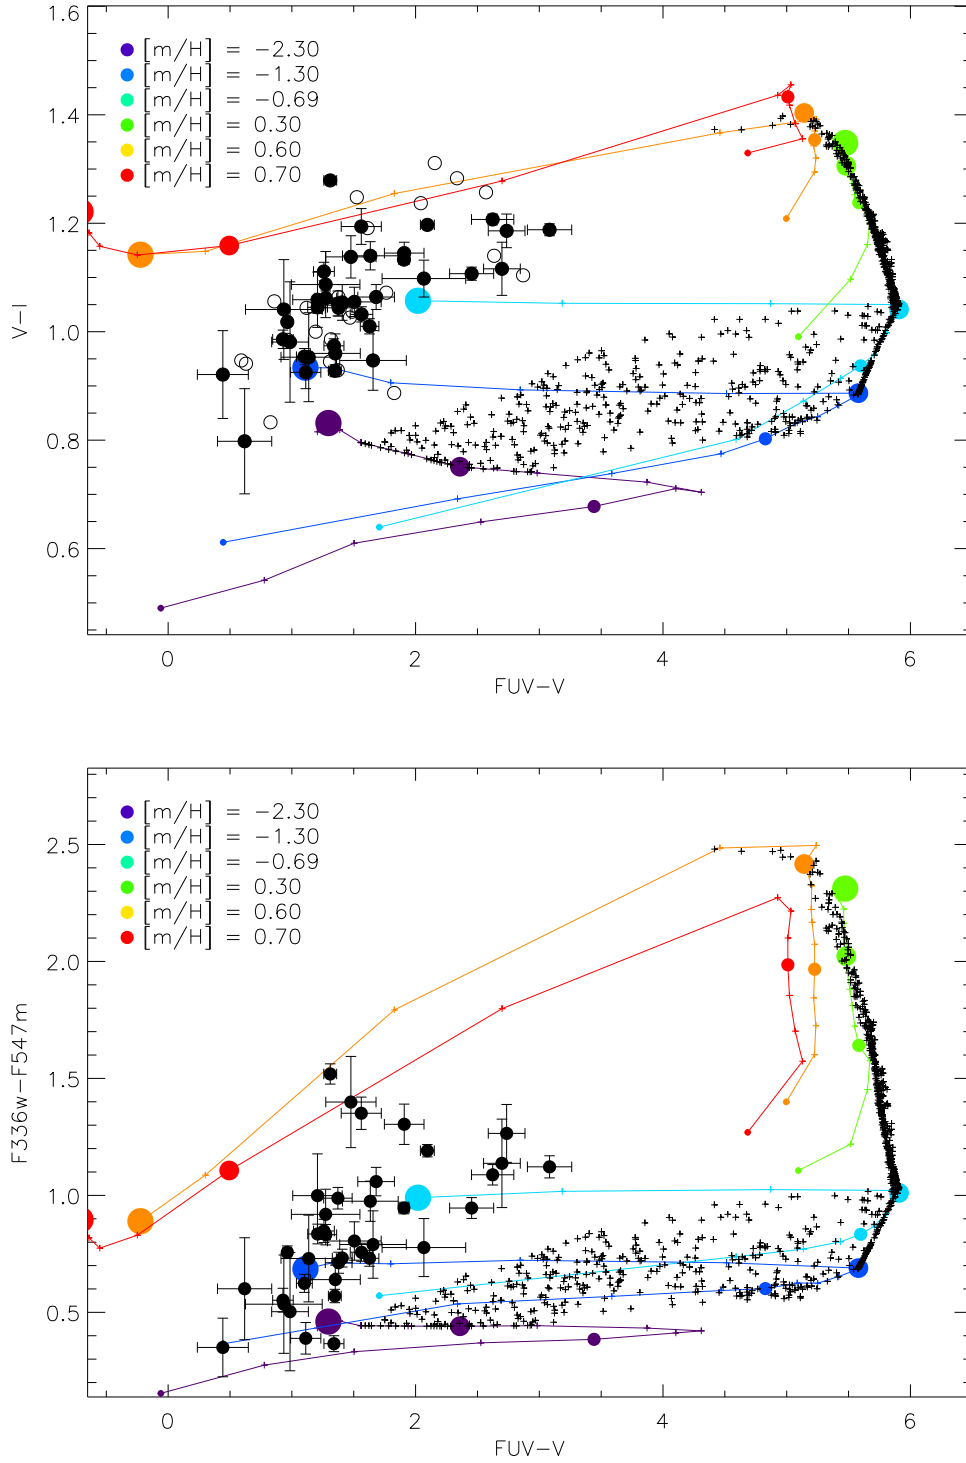 1.6
[m/H] = −2.30
[m/H] = −1.30
[m/H] = −0.69
[m/H] = 0.30
[m/H] = 0.60
[m/H] = 0.70
1.4
1.2
1.0
0.8
0.6
V−I
0 2 4 6
FUV−V
[m/H] = −2.30
[m/H] = −1.30
[m/H] = −0.69
[m/H] = 0.30
[m/H] = 0.60
[m/H] = 0.70
2.5
2.0
1.5
1.0
0.5
F336w−F547m
0 2 4 6
FUV−V